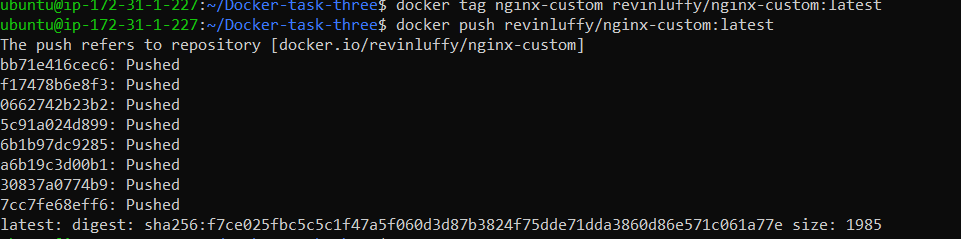 ubuntu@ip-172-31-1-227:~/Docker-task-three$ docker tag nginx-custom revinluffy/nginx-custom:latest
ubuntu@ip-172-31-1-227:~/Docker-task-three$ docker push revinluffy/nginx-custom:latest
The push refers to repository [docker.io/revinluffy/nginx-custom]
bb71e416cec6: Pushed
f17478b6e8f3: Pushed
0662742b23b2: Pushed
5c91a024d899: Pushed
6b1b97dc9285: Pushed
a6b19c3d00b1: Pushed
30837a0774b9: Pushed
7cc7fe68eff6: Pushed
latest: digest: sha256:f7ce025fbc5c5c1f47a5f060d3d87b3824f75dde71dda3860d86e571c061a77e size: 1985